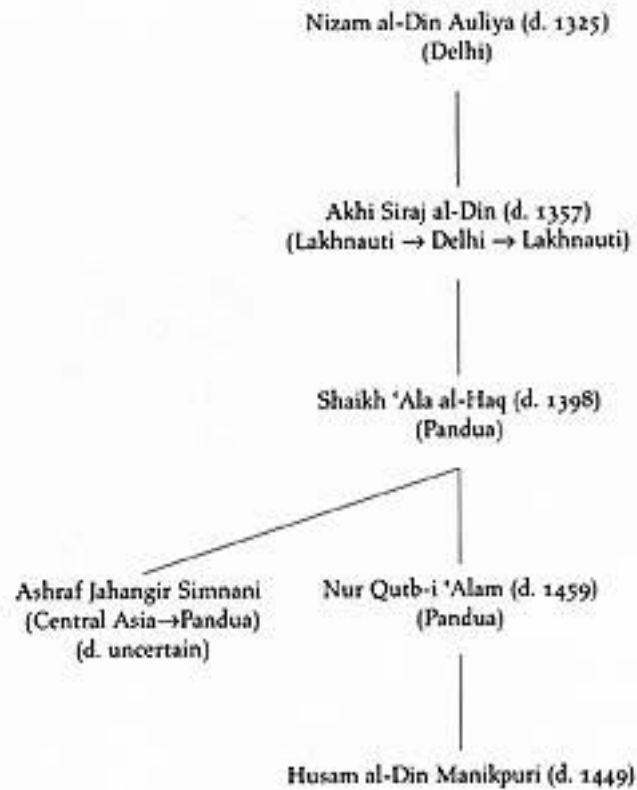 Nizam al-Din Auliya (d. 1325)
(Delhi)
Akhi Siraj al-Din (d. 1357)
(Lakhnauti → Delhi → Lakhnauti)
Shaikh ‘Ala al-Haq (d. 1398)
(Pandua)
Ashraf Jahangir Simnani
(Central Asia→Pandua)
(d. uncertain)
Nur Qutb-i ‘Alam (d. 1459)
(Pandua)
Husam al-Din Manikpuri (d. 1449)